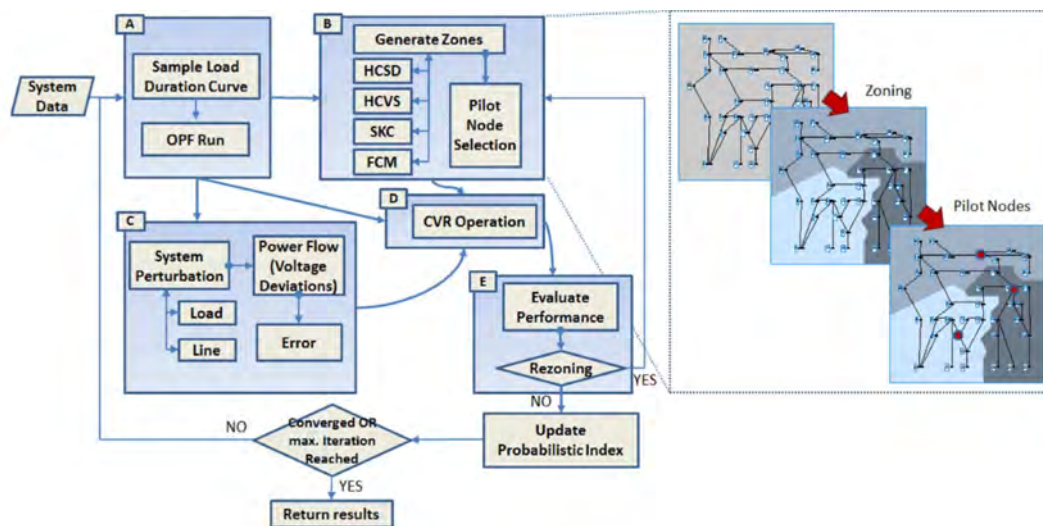 A
Sample Load
Duration Curve
OPF Run
System
Data
B
Generate Zones
HCSD
HCVS
SKC
FCM
Pilot
Node
Selection
C
System
Perturbation
Load
Line
Power Flow
(Voltage
Deviations)
Error
D
CVR Operation
E
Evaluate
Performance
Rezoning
YES
NO
Update
Probabilistic Index
Converged OR
max. Iteration
Reached
NO
YES
Return results
Zoning
Pilot Nodes